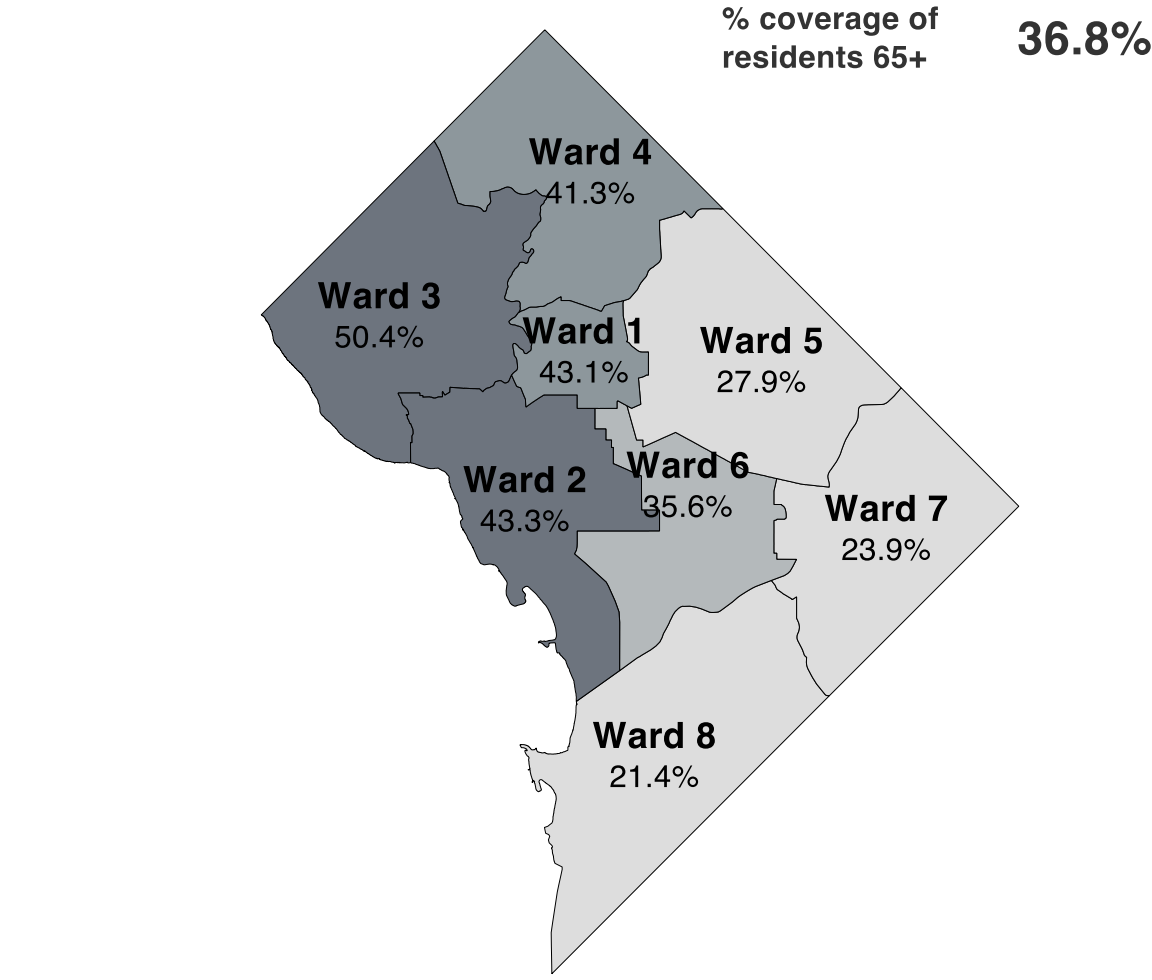 % coverage of
residents 65+
36.8%
Ward 4
41.3%
Ward 3
50.4%
Ward 1
43.1%
Ward 5
27.9%
Ward 6
35.6%
Ward 2
43.3%
Ward 7
23.9%
Ward 8
21.4%